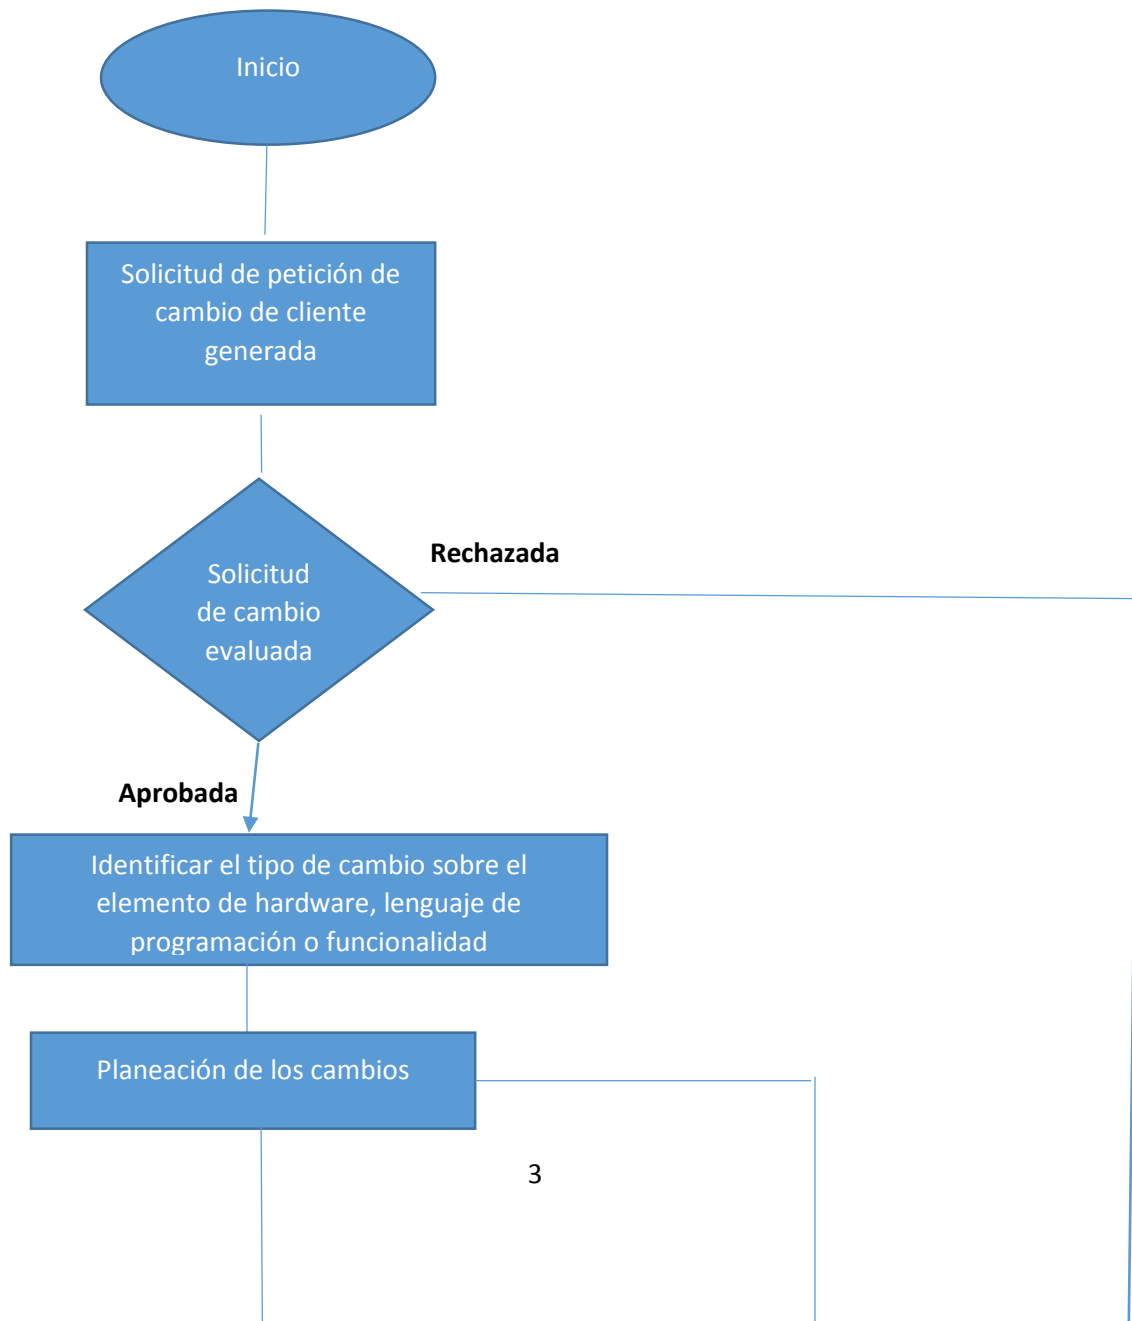 Inicio
Solicitud de petición de
cambio de cliente
generada
Rechazada
Solicitud
de cambio
evaluada
Aprobada
Identificar el tipo de cambio sobre el
elemento de hardware, lenguaje de
programación o funcionalidad
Planeación de los cambios
3